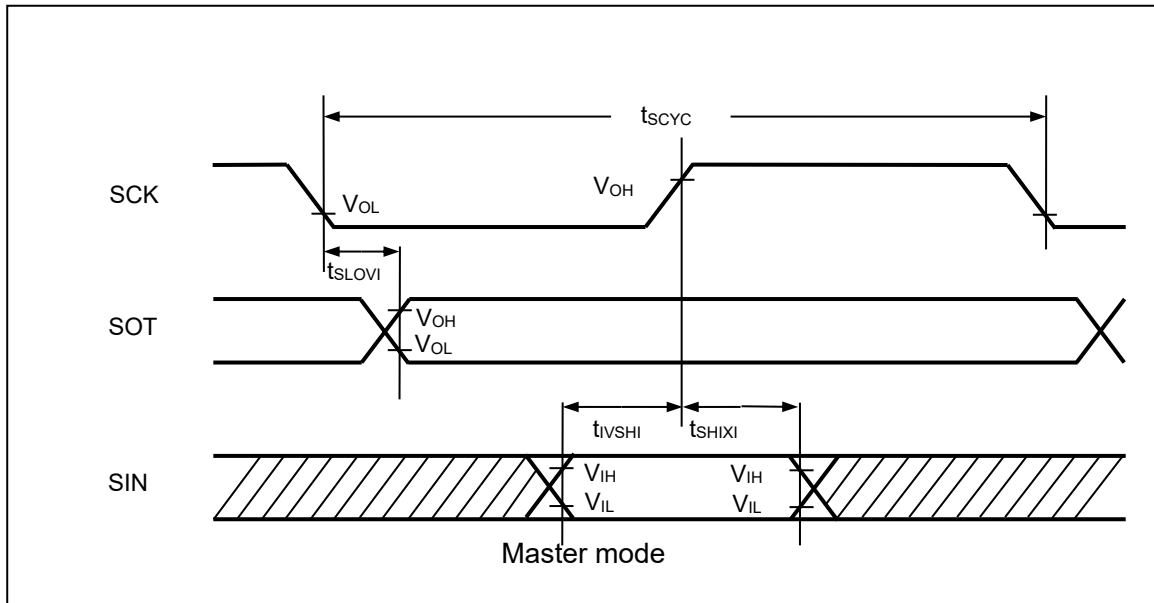 tSCYC
SCK
VOL
VOH
tSLOVI
SOT
VOH
VOL
tIVSHI
tSHIXI
SIN
VIH
VIH
VIL
VIL
Master mode